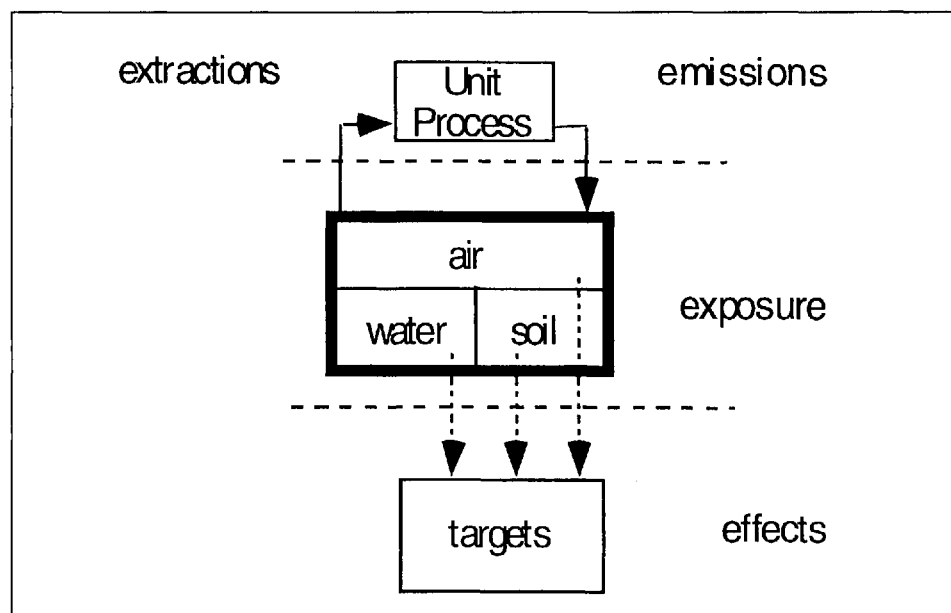 extractions
Unit
Process
emissions
air
water
soil
exposure
targets
effects